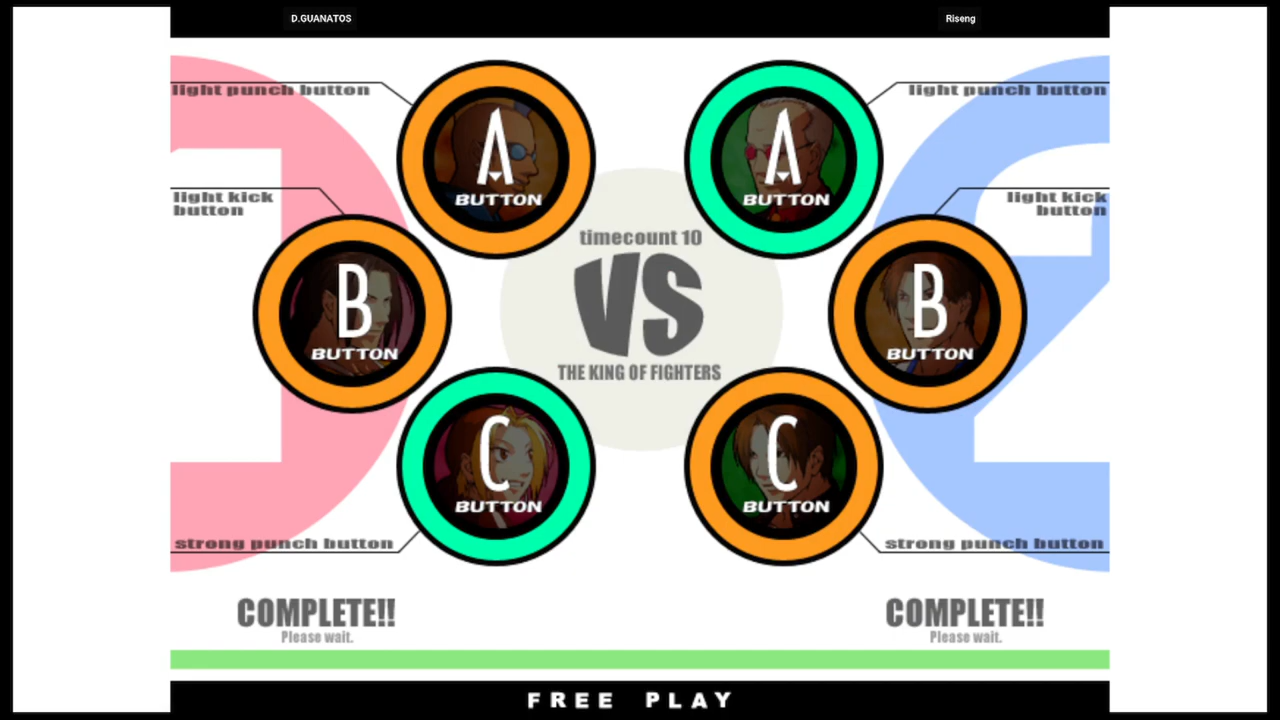 D.GUANATOS
Riseng
light punch button
A
BUTTON
A
BUTTON
light punch button
light kick
button
B
BUTTON
timecount 10
VS
THE KING OF FIGHTERS
light kick
button
B
BUTTON
C
BUTTON
C
BUTTON
strong punch button
strong punch button
COMPLETE!!
Please wait.
COMPLETE!!
Please wait.
FREE PLAY